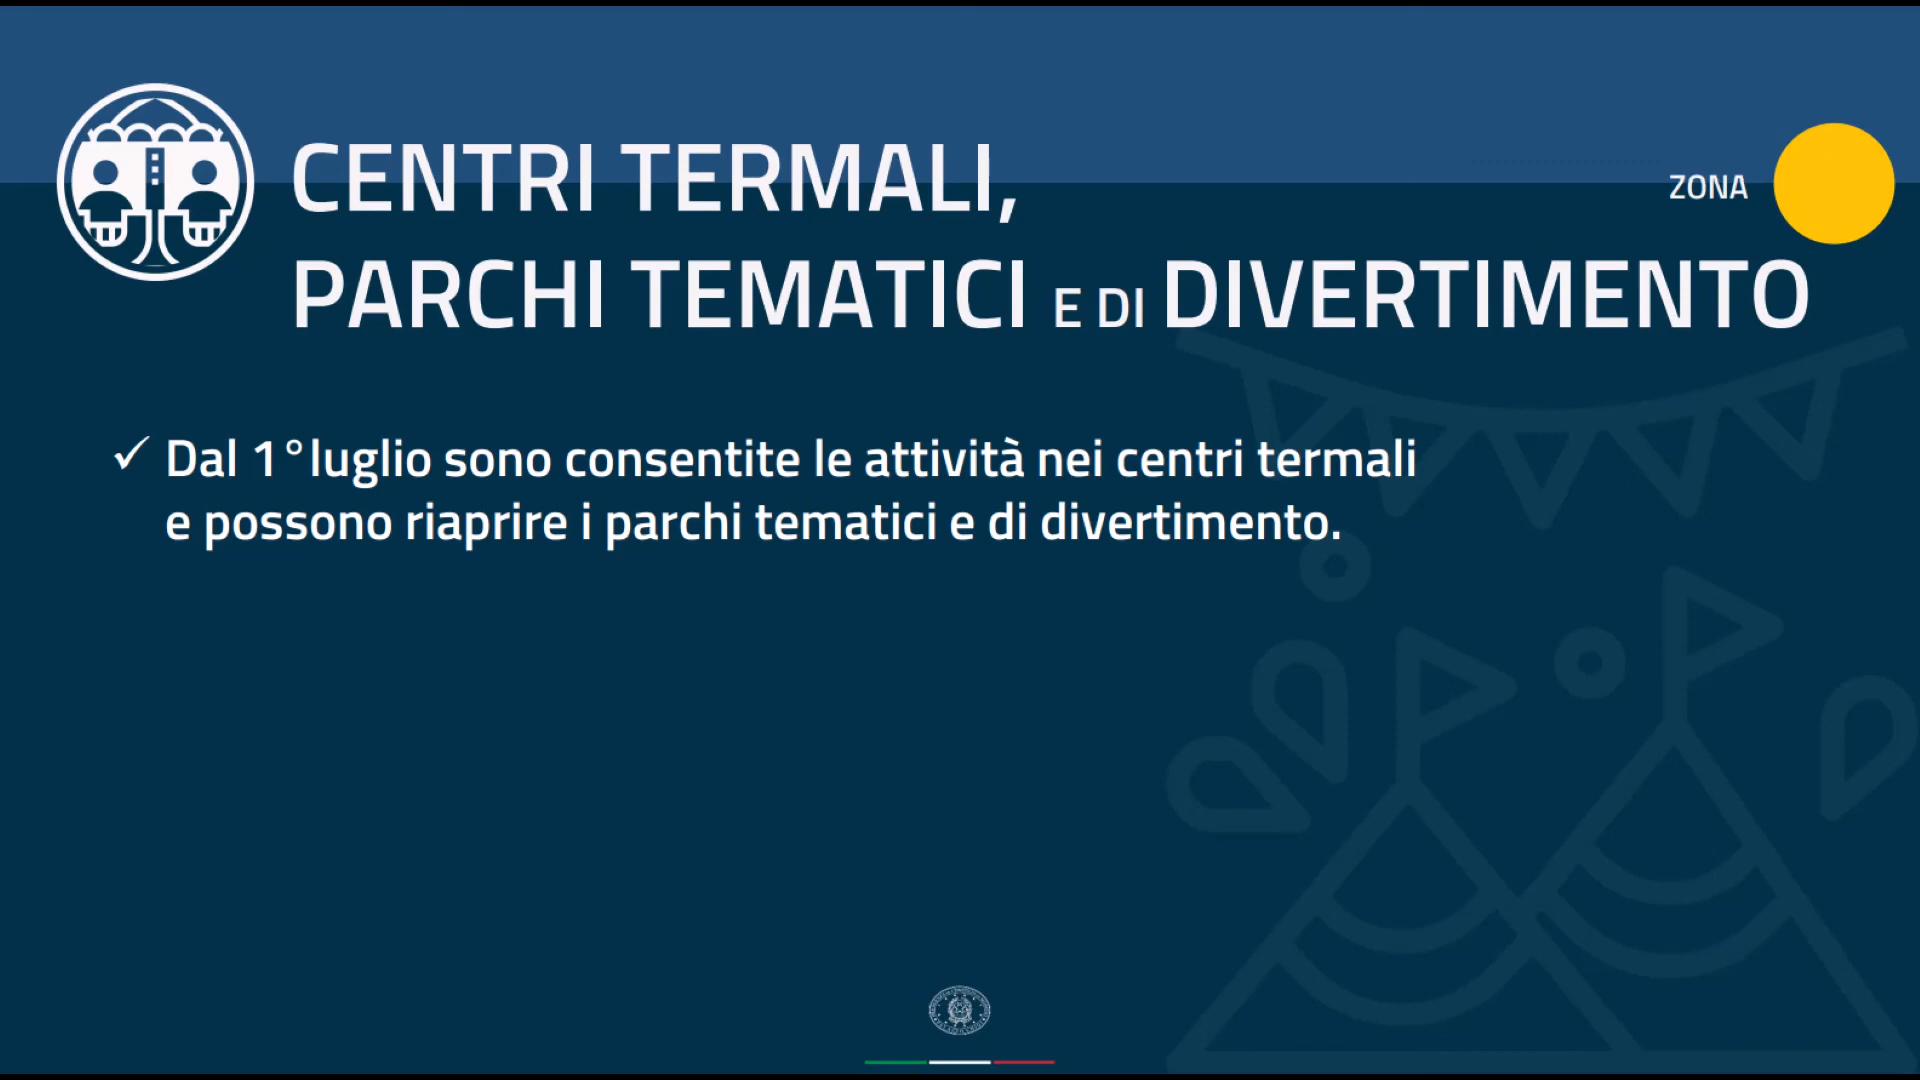 CENTRI TERMALI,
ZONA
PARCHI TEMATICI E DI DIVERTIMENTO
✓ Dal 1° luglio sono consentite le attività nei centri termali
e possono riaprire i parchi tematici e di divertimento.